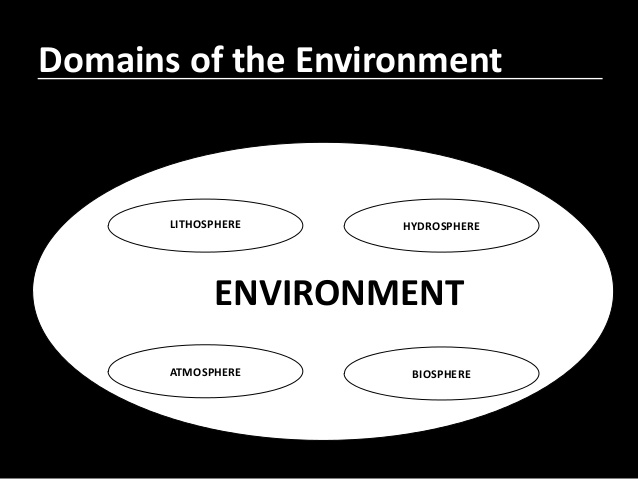 Domains of the Environment
LITHOSPHERE
HYDROSPHERE
ENVIRONMENT
ATMOSPHERE
BIOSPHERE